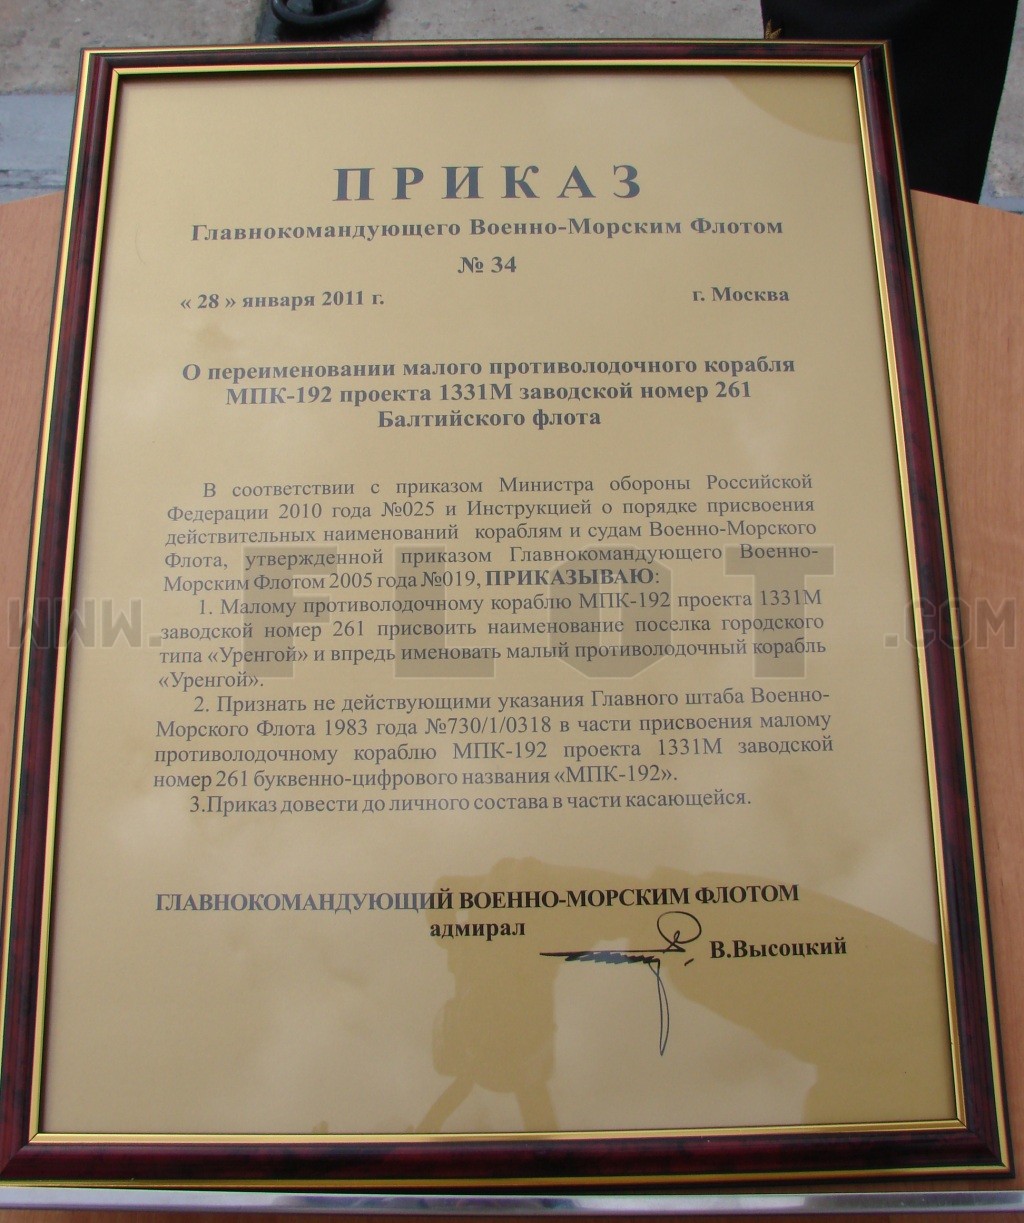 ПРИКАЗ
Главнокомандующего Военно-Морским Флотом
№ 34
« 28 » января 2011 г. г. Москва
О переименовании малого противолодочного корабля
МПК-192 проекта 1331М заводской номер 261
Балтийского флота
В соответствии с приказом Министра обороны Российской
Федерации 2010 года №025 и Инструкцией о порядке присвоения
действительных наименований кораблям и судам Военно-Морского
Флота, утвержденной приказом Главнокомандующего Военно-
Морским Флотом 2005 года №019, ПРИКАЗЫВАЮ:
1. Малому противолодочному кораблю МПК-192 проекта 1331М
заводской номер 261 присвоить наименование поселка городского
типа «Уренгой» и впредь именовать малый противолодочный корабль
«Уренгой».
2. Признать не действующими указания Главного штаба Военно-
Морского Флота 1983 года №730/1/0318 в части присвоения малому
противолодочному кораблю МПК-192 проекта 1331М заводской
номер 261 буквенно-цифрового названия «МПК-192».
3.Приказ довести до личного состава в части касающейся.
ГЛАВНОКОМАНДУЮЩИЙ ВОЕННО-МОРСКИМ ФЛОТОМ
адмирал
В.Высоцкий
WWW.FLOT.COM